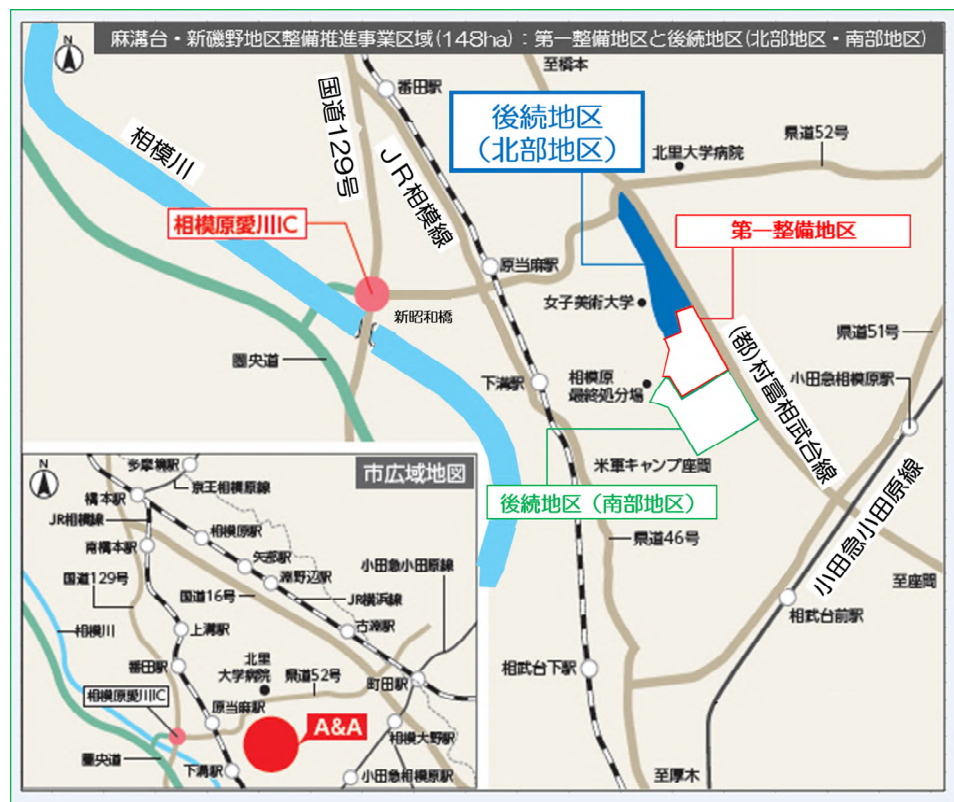 麻溝台・新磯野地区整備推進事業区域(148ha)：第一整備地区と後続地区(北部地区・南部地区)
N
至橋本
番田駅
国道129号
相模川
JR相模線
後続地区
（北部地区）
北里大学病院
県道52号
相模原愛川IC
第一整備地区
原当麻駅
女子美術大学
新昭和橋
県道51号
圏央道
下溝駅
相模原
最終処分場
(都)村富相武台線
小田急相模原駅
米軍キャンプ座間
後続地区（南部地区）
県道46号
小田急小田原線
至座間
相武台前駅
相武台下駅
至厚木
市広域地図
N
多摩境駅
京王相模原線
橋本駅
JR相模線
相模原駅
南橋本駅
矢部駅
淵野辺駅
小田急小田原線
国道129号
国道16号
JR横浜線
相模川
上溝駅
古淵駅
番田駅
北里
大学病院
県道52号
町田駅
相模原愛川IC
原当麻駅
A&A
相模大野駅
圏央道
下溝駅
小田急相模原駅